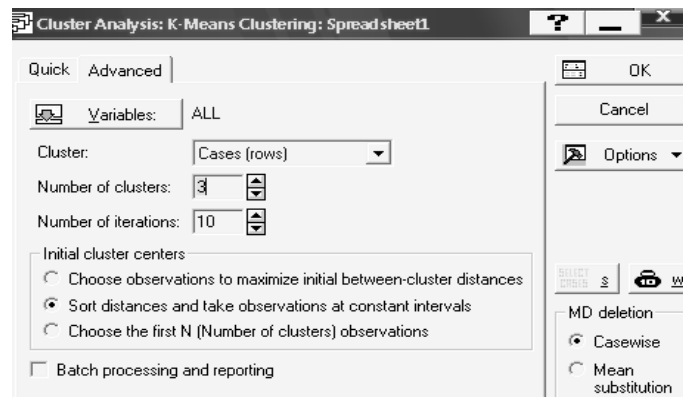 Cluster Analysis: K-Means Clustering: Spreadsheet1 ? X
Quick Advanced
OK
Variables: ALL
Cancel
Cluster: Cases (rows)
Options
Number of clusters: 3
Number of iterations: 10
Initial cluster centers
Choose observations to maximize initial between-cluster distances
Sort distances and take observations at constant intervals
Choose the first N (Number of clusters) observations
SELECT CASES S W
MD deletion
Casewise
Mean
substitution
Batch processing and reporting